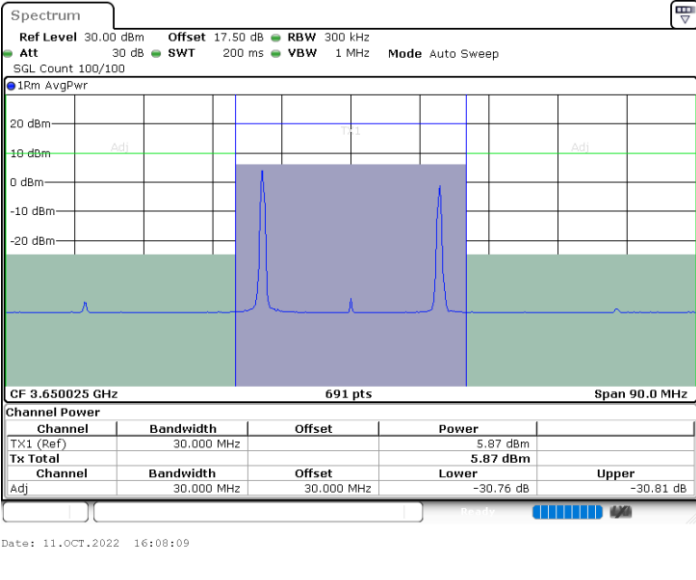 Spectrum
Ref Level 30.00 dBm Offset 17.50 dB RBW 300 kHz
Att 30 dB SWT 200 ms VBW 1 MHz Mode Auto Sweep
SGL Count 100/100
1Rm AvgPwr
20 dBm
TX1
Adj Adj
10 dBm
0 dBm
-10 dBm
-20 dBm
CF 3.650025 GHz 691 pts Span 90.0 MHz
Channel Power
Channel Bandwidth Offset Power
TX1 (Ref) 30.000 MHz 5.87 dBm
Tx Total 5.87 dBm
Channel Bandwidth Offset Lower Upper
Adj 30.000 MHz 30.000 MHz -30.76 dB -30.81 dB
Ready
Date: 11.OCT.2022 16:08:09